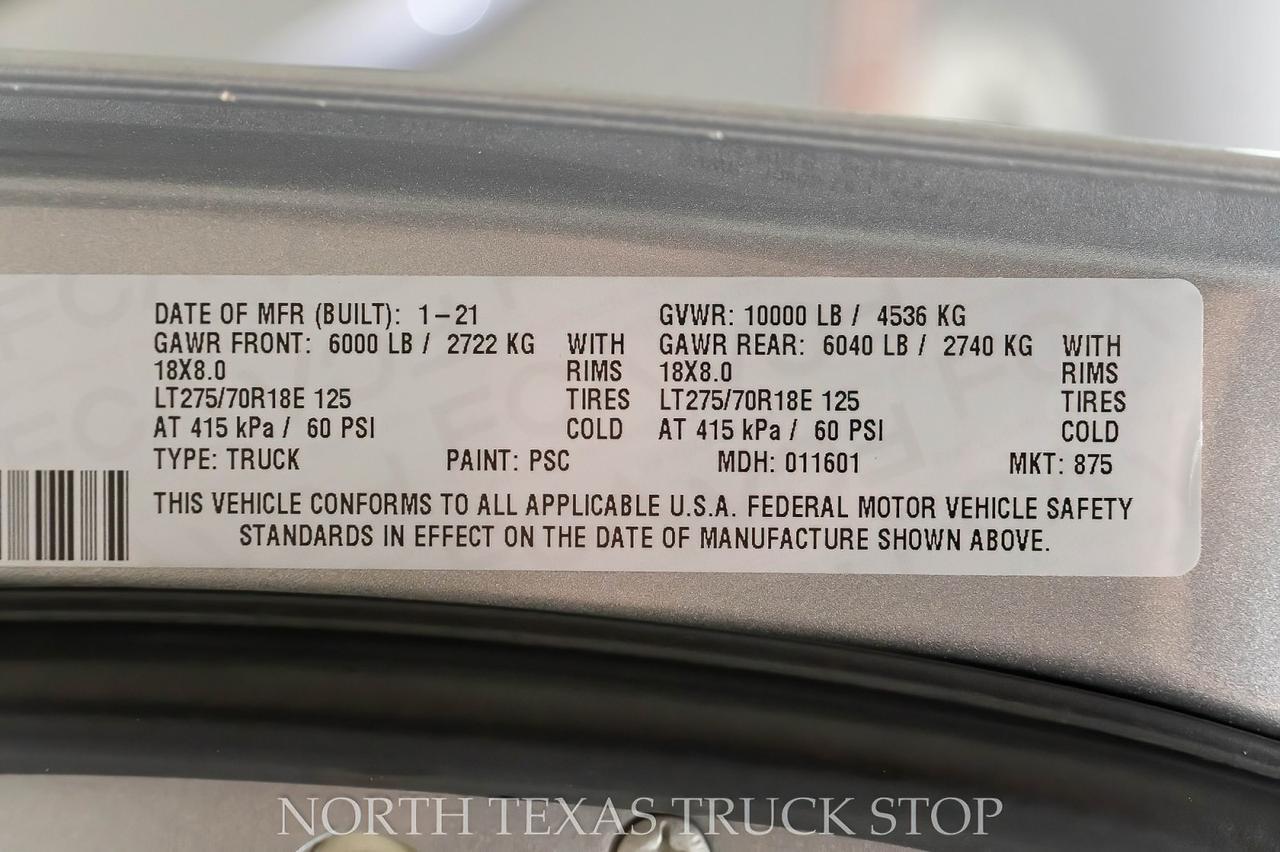 DATE OF MFR (BUILT): 1-21 GVWR: 10000 LB / 4536 KG
GAWR FRONT: 6000 LB / 2722 KG WITH GAWR REAR: 6040 LB / 2740 KG WITH
18X8.0 RIMS 18X8.0 RIMS
LT275/70R18E 125 TIRES LT275/70R18E 125 TIRES
AT 415 kPa / 60 PSI COLD AT 415 kPa / 60 PSI COLD
TYPE: TRUCK PAINT: PSC MDH: 011601 MKT: 875
THIS VEHICLE CONFORMS TO ALL APPLICABLE U.S.A. FEDERAL MOTOR VEHICLE SAFETY
STANDARDS IN EFFECT ON THE DATE OF MANUFACTURE SHOWN ABOVE.
NORTH TEXAS TRUCK STOP